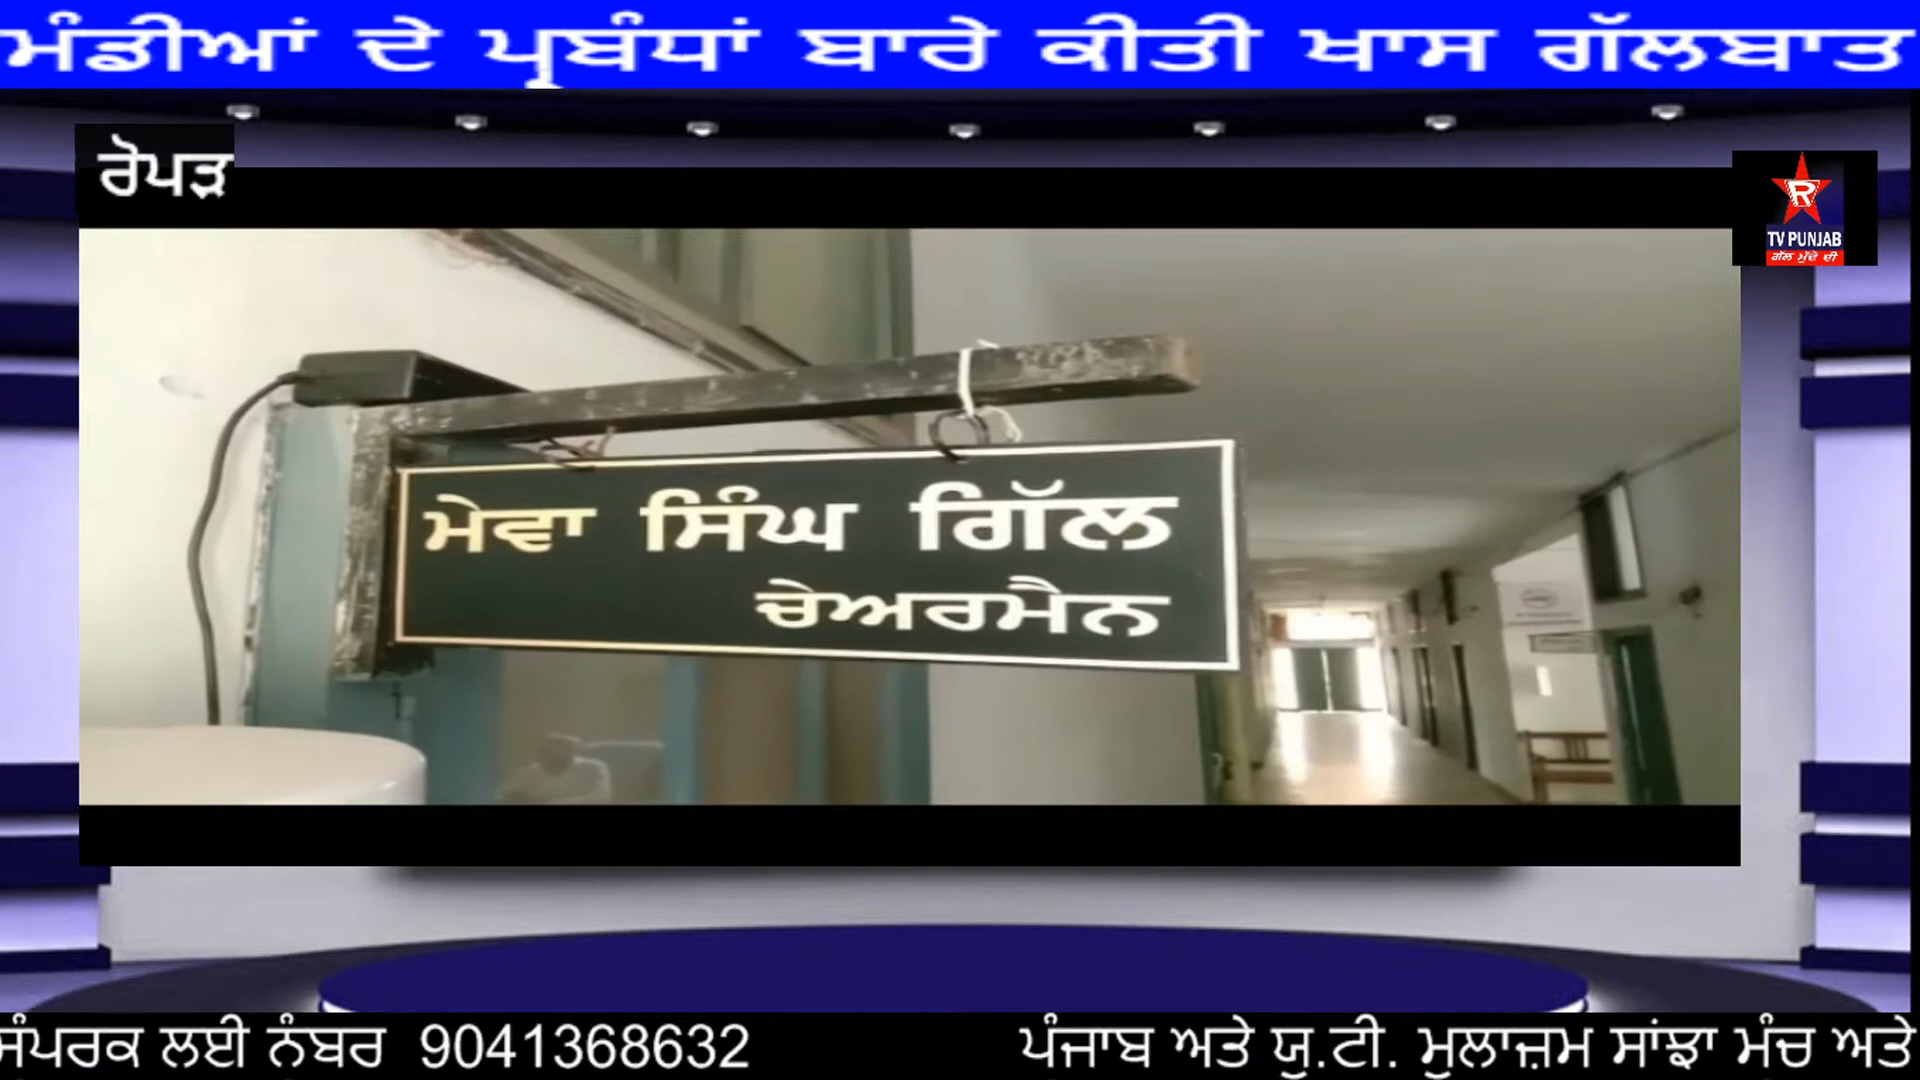 ਮੰਡੀਆਂ ਦੇ ਪ੍ਰਬੰਧਾਂ ਬਾਰੇ ਕੀਤੀ ਖਾਸ ਗੱਲਬਾਤ
ਰੋਪੜ
R
TV PUNJAB
ਗੱਲ ਮੁੱਦੇ ਦੀ
ਮੇਵਾ ਸਿੰਘ ਗਿੱਲ
ਚੇਅਰਮੈਨ
ਸੰਪਰਕ ਲਈ ਨੰਬਰ 9041368632 ਪੰਜਾਬ ਅਤੇ ਯੁ.ਟੀ. ਮੁਲਾਜ਼ਮ ਸਾਂਝਾ ਮੰਚ ਅਤੇ